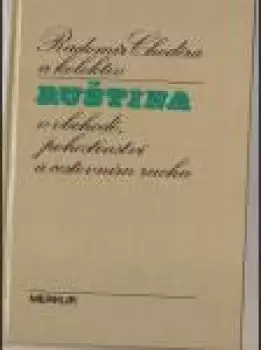 Radomír Choděra
a kolektiv
RUŠTINA
v obchodě,
pohostinství
a cestovním ruchu
MERKUR